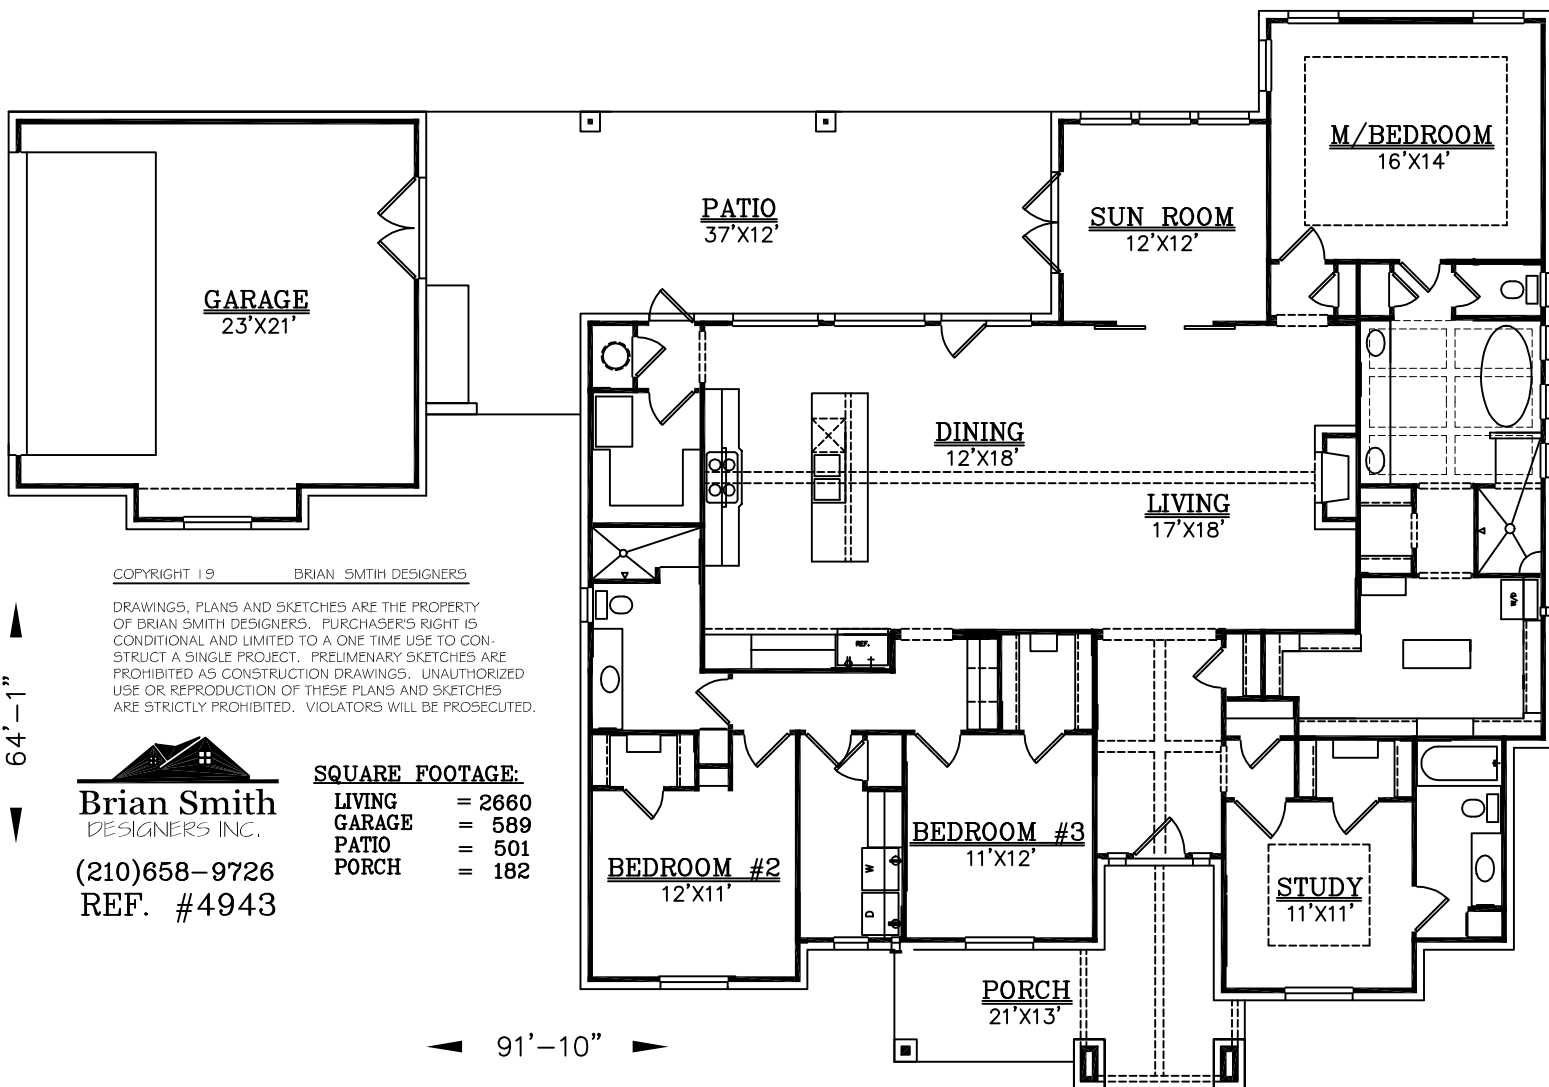 M/BEDROOM
16'X14'
PATIO
37'X12'
SUN ROOM
12'X12'
GARAGE
23'X21'
DINING
12'X18'
LIVING
17'X18'
COPYRIGHT 19 BRIAN SMTIH DESIGNERS
DRAWINGS, PLANS AND SKETCHES ARE THE PROPERTY
OF BRIAN SMITH DESIGNERS. PURCHASER'S RIGHT IS
CONDITIONAL AND LIMITED TO A ONE TIME USE TO CON-
STRUCT A SINGLE PROJECT. PRELIMENARY SKETCHES ARE
PROHIBITED AS CONSTRUCTION DRAWINGS. UNAUTHORIZED
USE OR REPRODUCTION OF THESE PLANS AND SKETCHES
ARE STRICTLY PROHIBITED. VIOLATORS WILL BE PROSECUTED.
W/D
REF.
64'-1"
Brian Smith
DESIGNERS INC.
(210)658-9726
REF. #4943
SQUARE FOOTAGE:
LIVING = 2660
GARAGE = 589
PATIO = 501
PORCH = 182
BEDROOM #2
12'X11'
W
D
BEDROOM #3
11'X12'
STUDY
11'X11'
PORCH
21'X13'
91'-10"